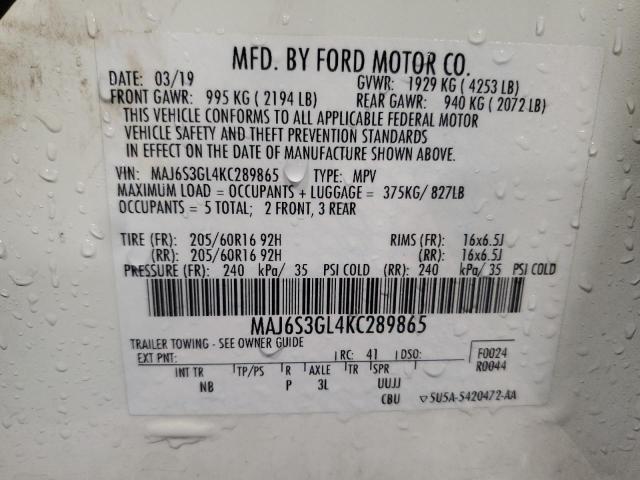 MFD. BY FORD MOTOR CO.
DATE: 03/19 GVWR: 1929 KG ( 4253 LB)
FRONT GAWR: 995 KG ( 2194 LB) REAR GAWR: 940 KG ( 2072 LB)
THIS VEHICLE CONFORMS TO ALL APPLICABLE FEDERAL MOTOR
VEHICLE SAFETY AND THEFT PREVENTION STANDARDS
IN EFFECT ON THE DATE OF MANUFACTURE SHOWN ABOVE.
VIN: MAJ6S3GL4KC289865 TYPE: MPV
MAXIMUM LOAD = OCCUPANTS + LUGGAGE = 375KG/ 827LB
OCCUPANTS = 5 TOTAL; 2 FRONT, 3 REAR
TIRE (FR): 205/60R16 92H RIMS (FR): 16x6.5J
(RR): 205/60R16 92H (RR): 16x6.5J
PRESSURE (FR): 240 kPa/ 35 PSI COLD (RR): 240 kPa/ 35 PSI COLD
MAJ6S3GL4KC289865
TRAILER TOWING - SEE OWNER GUIDE
EXT PNT: RC: 41 DSO: F0024
R0044
INT TR TP/PS R AXLE TR SPR
NB P 3L UUJJ
CBU ▽SU5A-5420472-AA